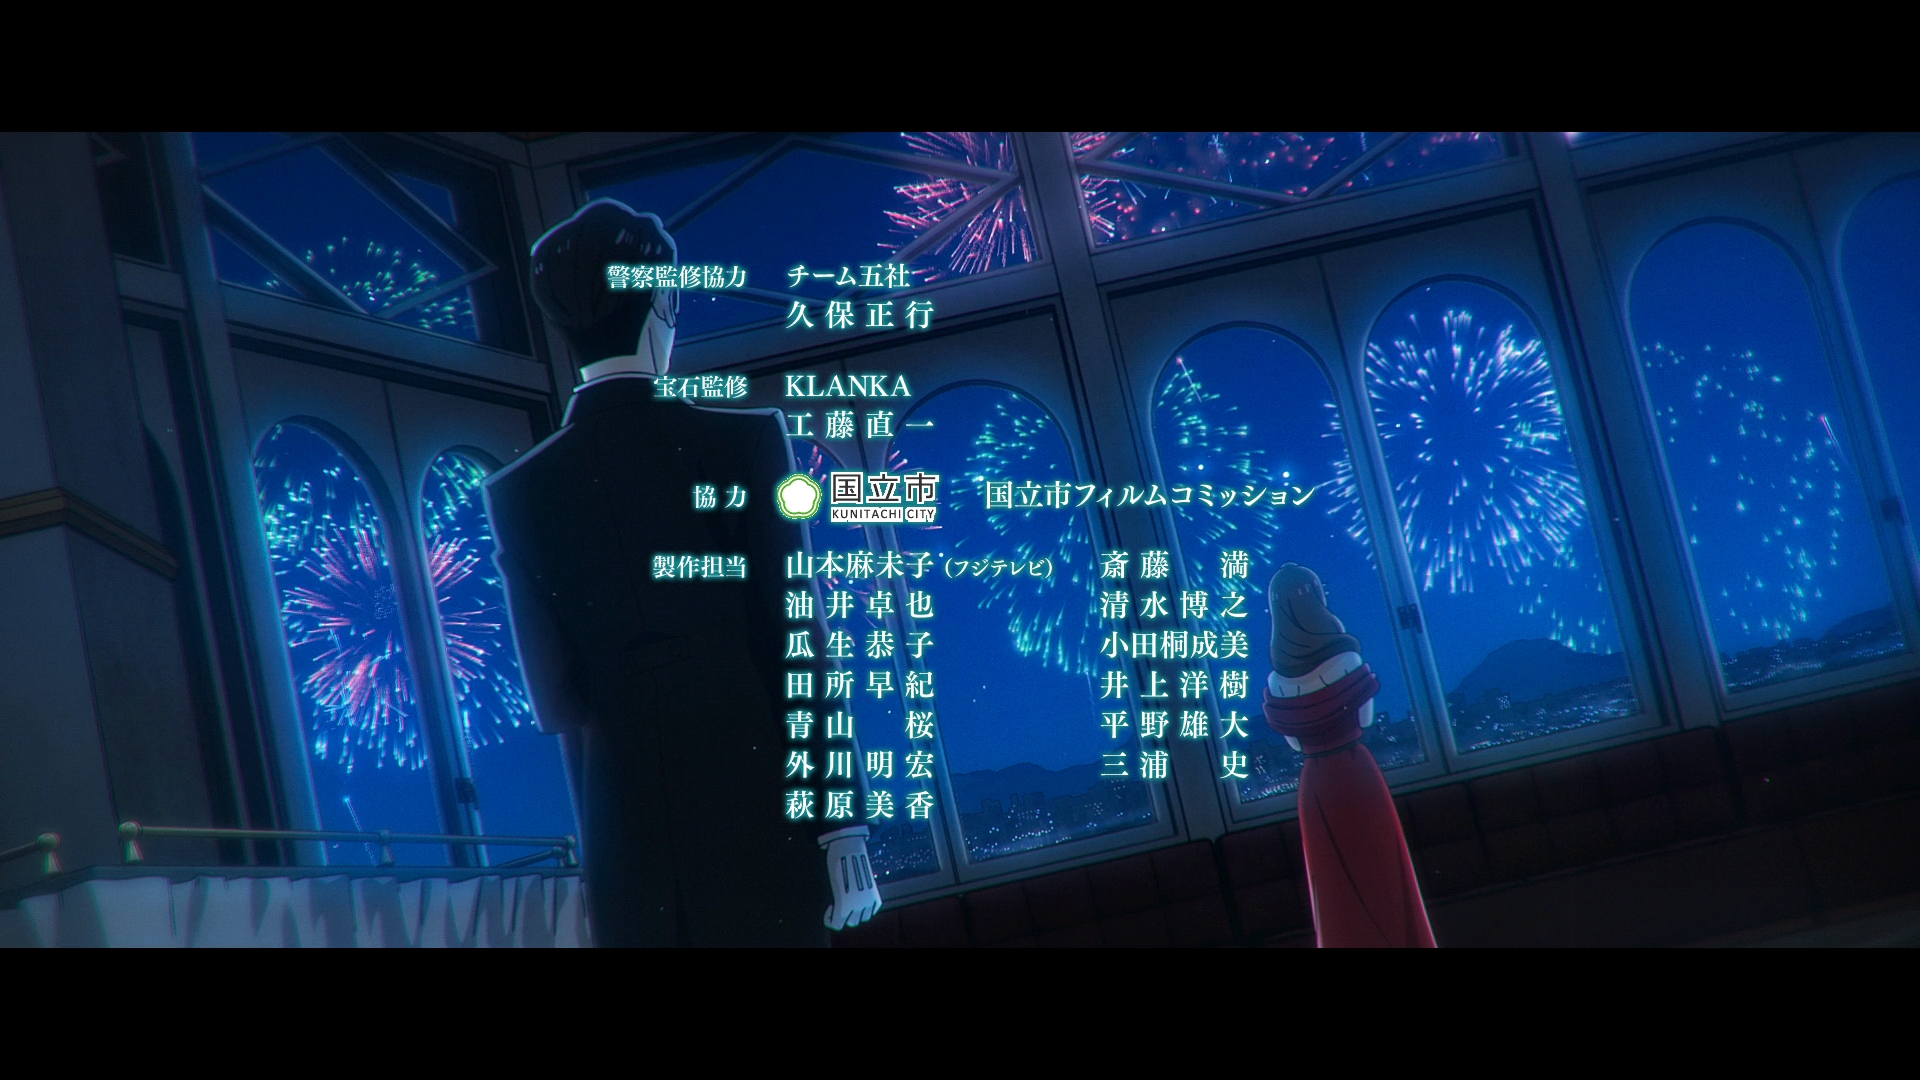 警察監修協力 チーム五社
久保正行
宝石監修 KLANKA
工藤直一
協力 国立市 KUNITACHI CITY 国立市フィルムコミッション
製作担当 山本麻未子(フジテレビ) 斎藤 満
油井卓也 清水博之
瓜生恭子 小田桐成美
田所早紀 井上洋樹
青山 桜 平野雄大
外川明宏 三浦 史
萩原美香